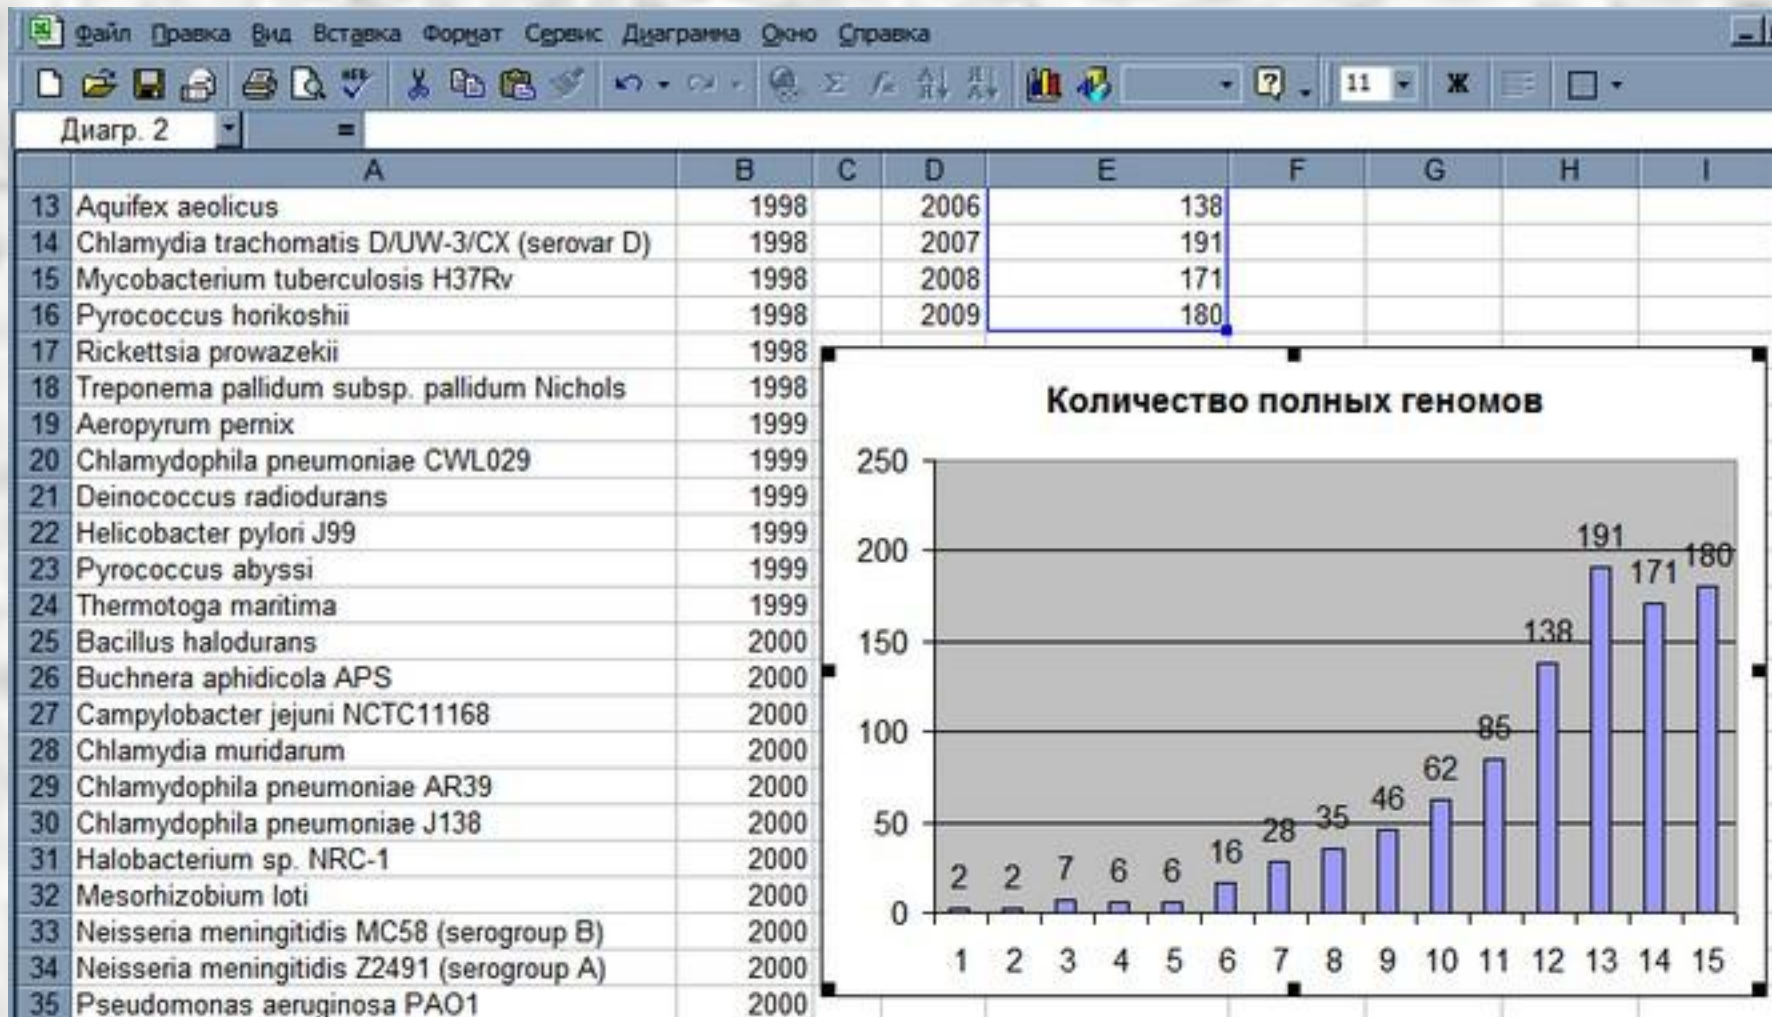 Файл Правка Вид Вставка Формат Сервис Диаграмма Окно Справка
11 Ж
Диагр. 2 =
A B C D E F G H I
13 Aquifex aeolicus 1998 2006 138
14 Chlamydia trachomatis D/UW-3/CX (serovar D) 1998 2007 191
15 Mycobacterium tuberculosis H37Rv 1998 2008 171
16 Pyrococcus horikoshii 1998 2009 180
17 Rickettsia prowazekii 1998
18 Treponema pallidum subsp. pallidum Nichols 1998
19 Aeropyrum pernix 1999
20 Chlamydophila pneumoniae CWL029 1999
21 Deinococcus radiodurans 1999
22 Helicobacter pylori J99 1999
23 Pyrococcus abyssi 1999
24 Thermotoga maritima 1999
25 Bacillus halodurans 2000
26 Buchnera aphidicola APS 2000
27 Campylobacter jejuni NCTC11168 2000
28 Chlamydia muridarum 2000
29 Chlamydophila pneumoniae AR39 2000
30 Chlamydophila pneumoniae J138 2000
31 Halobacterium sp. NRC-1 2000
32 Mesorhizobium loti 2000
33 Neisseria meningitidis MC58 (serogroup B) 2000
34 Neisseria meningitidis Z2491 (serogroup A) 2000
35 Pseudomonas aeruginosa PAO1 2000
Количество полных геномов
250
200
150
100
50
0
2 2 7 6 6 16 28 35 46 62 85 138 191 171 180
1 2 3 4 5 6 7 8 9 10 11 12 13 14 15